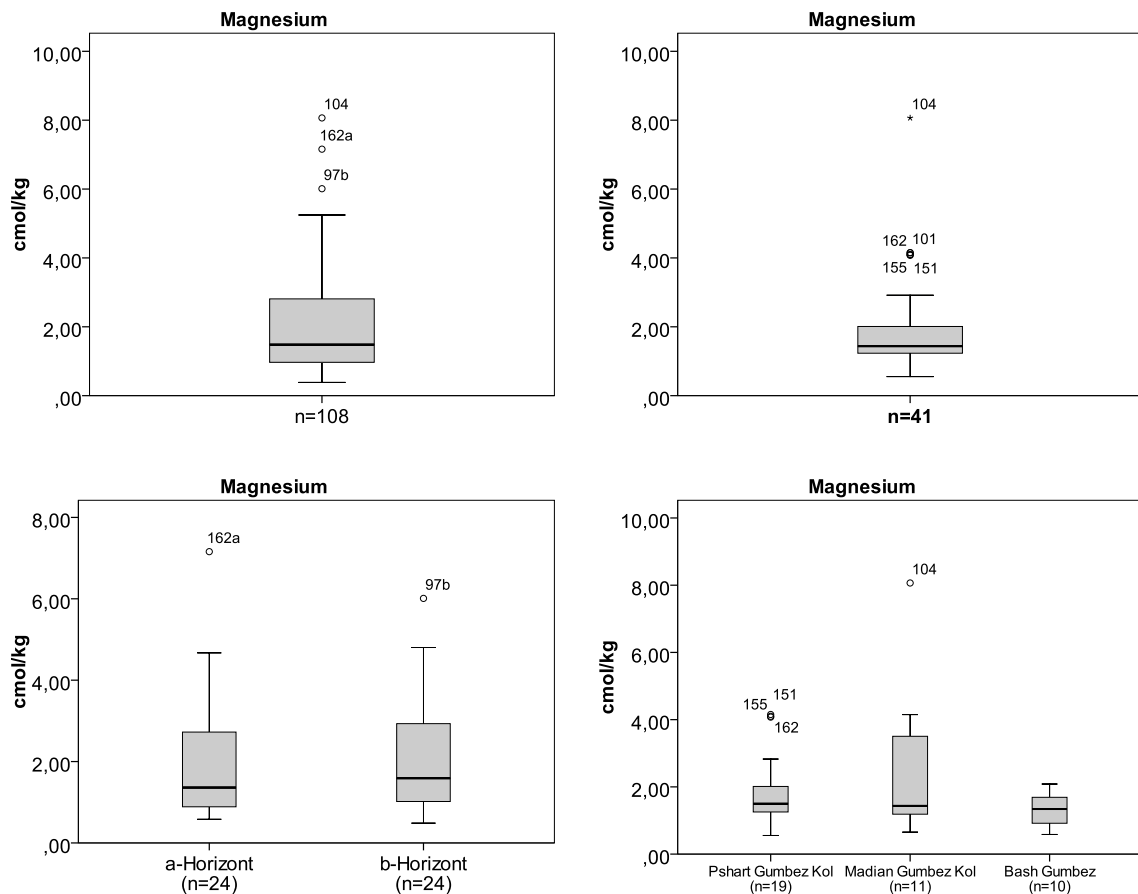 Magnesium
10,00
8,00
6,00
4,00
2,00
,00
cmol/kg
104
162a
97b
n=108
Magnesium
10,00
8,00
6,00
4,00
2,00
,00
cmol/kg
104
162 101
155 151
n=41
Magnesium
8,00
6,00
4,00
2,00
,00
cmol/kg
162a
97b
a-Horizont
(n=24)
b-Horizont
(n=24)
Magnesium
10,00
8,00
6,00
4,00
2,00
,00
cmol/kg
104
155 151
162
Pshart Gumbez Kol
(n=19)
Madian Gumbez Kol
(n=11)
Bash Gumbez
(n=10)